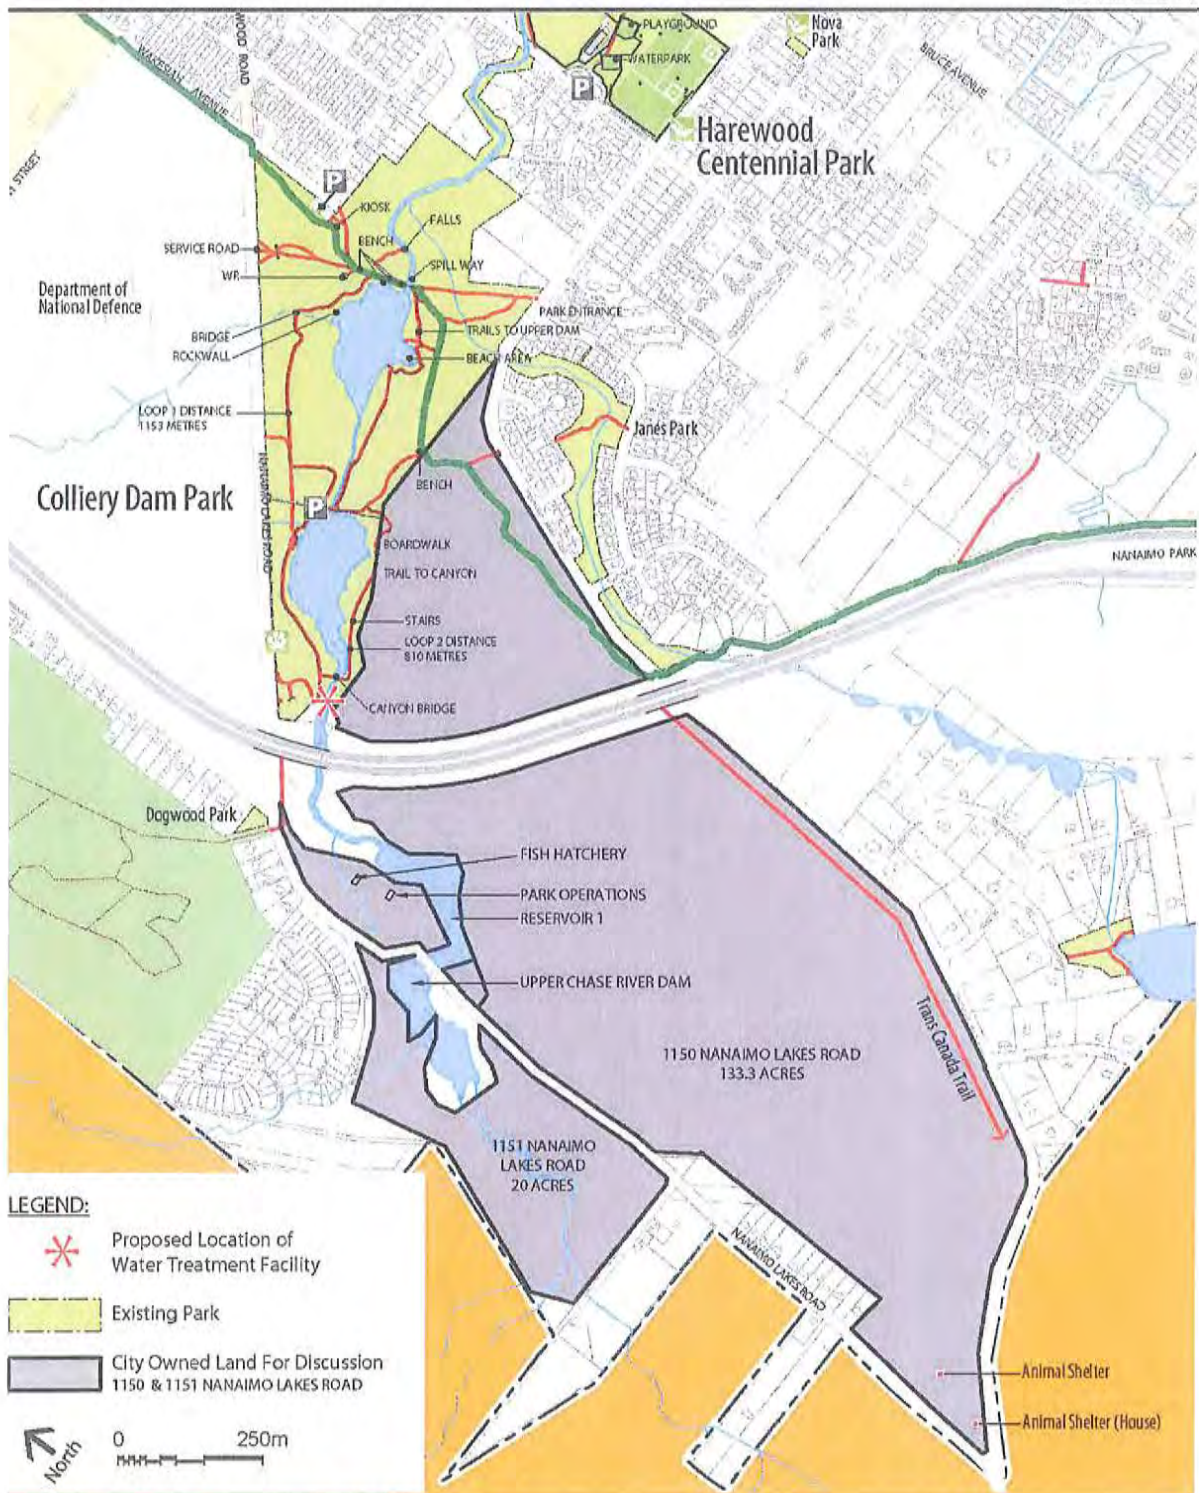 PLAYGROUND
WATERPARK
Nova
Park
BRUCE AVENUE
WAKESIAH AVENUE
WOOD ROAD
STREET
P
Harewood
Centennial Park
P
KIOSK
FALLS
BENCH
SERVICE ROAD
SPILL WAY
Department of
National Defence
PARK ENTRANCE
BRIDGE
TRAILS TO UPPER DAM
ROCKWALL
BEACH AREA
LOOP 1 DISTANCE
1153 METRES
Janes Park
BENCH
Colliery Dam Park
P
BOARDWALK
NANAIMO PARK
TRAIL TO CANYON
STAIRS
LOOP 2 DISTANCE
810 METRES
CANYON BRIDGE
Dogwood Park
FISH HATCHERY
PARK OPERATIONS
RESERVOIR 1
UPPER CHASE RIVER DAM
1150 NANAIMO LAKES ROAD
133.3 ACRES
Trans Canada Trail
1151 NANAIMO
LAKES ROAD
20 ACRES
NANAIMO LAKES ROAD
LEGEND:
Proposed Location of
Water Treatment Facility
Existing Park
City Owned Land For Discussion
1150 & 1151 NANAIMO LAKES ROAD
North
0 250m
Animal Shelter
Animal Shelter (House)